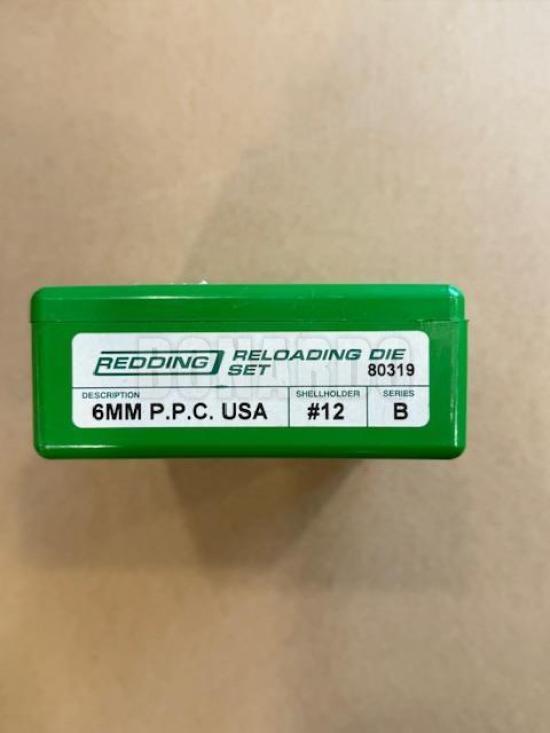 REDDING RELOADING DIE
SET 80319
DESCRIPTION SHELLHOLDER SERIES
6MM P.P.C. USA #12 B